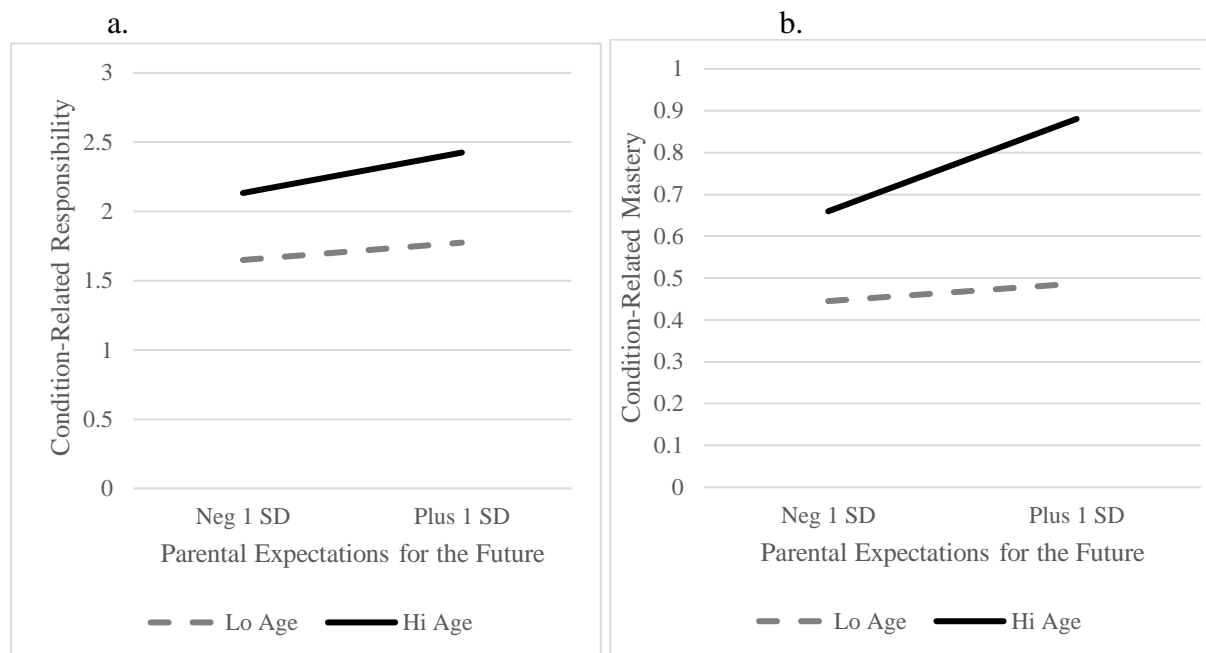 a.
3
2.5
2
1.5
1
0.5
0
Condition-Related Responsibility
Neg 1 SD Plus 1 SD
Parental Expectations for the Future
Lo Age Hi Age
b.
1
0.9
0.8
0.7
0.6
0.5
0.4
0.3
0.2
0.1
0
Condition-Related Mastery
Neg 1 SD Plus 1 SD
Parental Expectations for the Future
Lo Age Hi Age